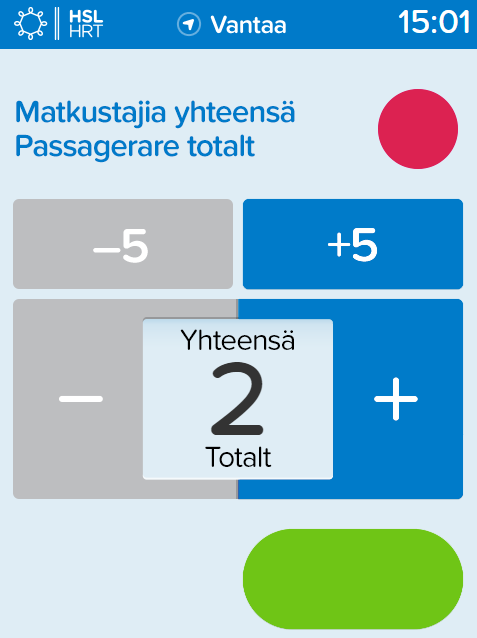 HSL
HRT
Vantaa
15:01
Matkustajia yhteensä
Passagerare totalt
–5
+5
Yhteensä
–
2
+
Totalt